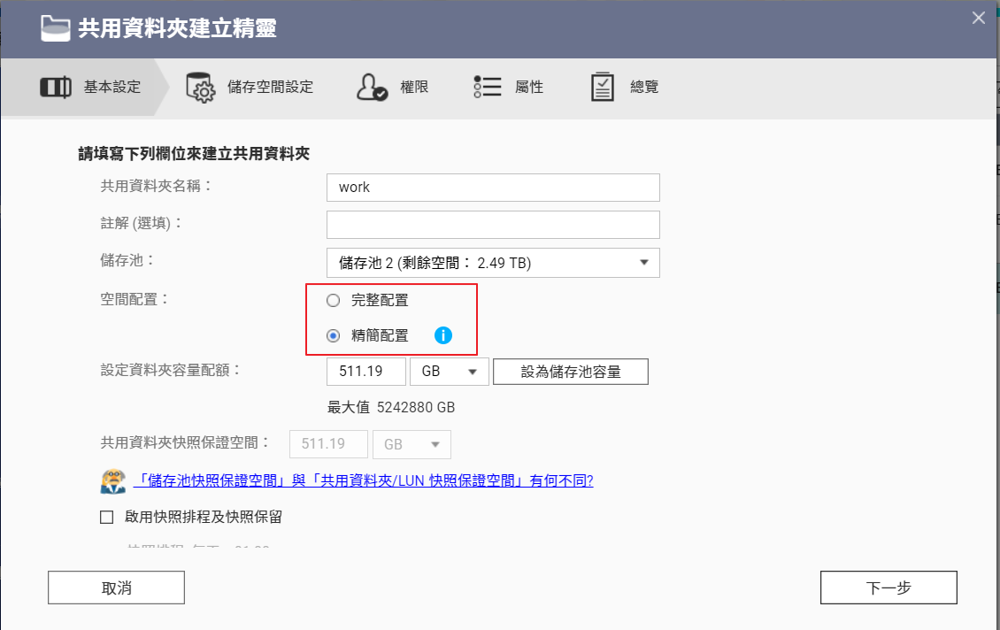 共用資料夾建立精靈
基本設定 儲存空間設定 權限 屬性 總覽
請填寫下列欄位來建立共用資料夾
共用資料夾名稱： work
註解 (選填)：
儲存池： 儲存池 2 (剩餘空間： 2.49 TB)
空間配置： 完整配置
精簡配置
設定資料夾容量配額： 511.19 GB 設為儲存池容量
最大值 5242880 GB
共用資料夾快照保證空間： 511.19 GB
「儲存池快照保證空間」與「共用資料夾/LUN 快照保證空間」有何不同?
啟用快照排程及快照保留
取消 下一步